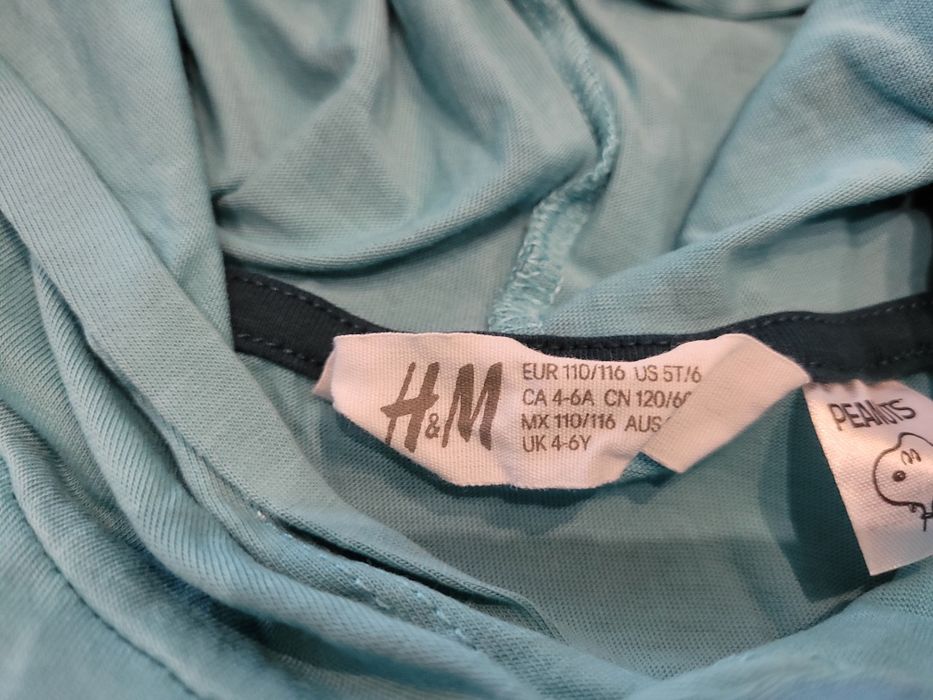 H&M
EUR 110/116 US 5T/6
CA 4-6A CN 120/60
MX 110/116 AUS
UK 4-6Y
PEANUTS